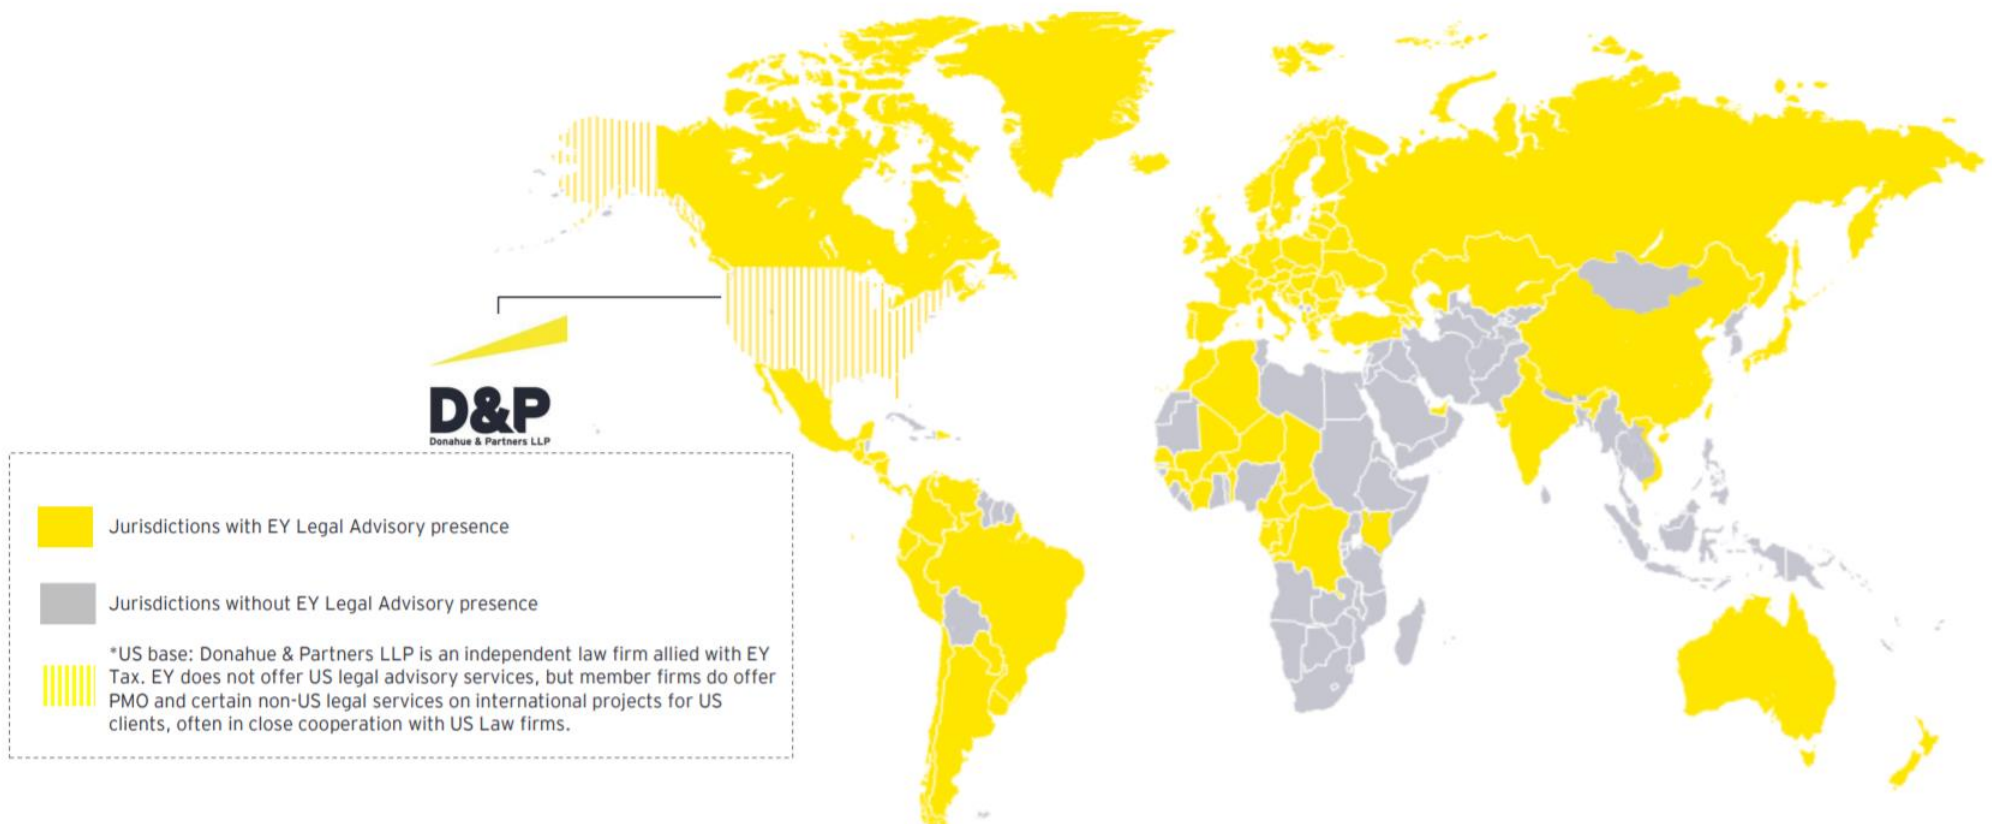 D&P
Donahue & Partners LLP
Jurisdictions with EY Legal Advisory presence
Jurisdictions without EY Legal Advisory presence
*US base: Donahue & Partners LLP is an independent law firm allied with EY
Tax. EY does not offer US legal advisory services, but member firms do offer
PMO and certain non-US legal services on international projects for US
clients, often in close cooperation with US Law firms.